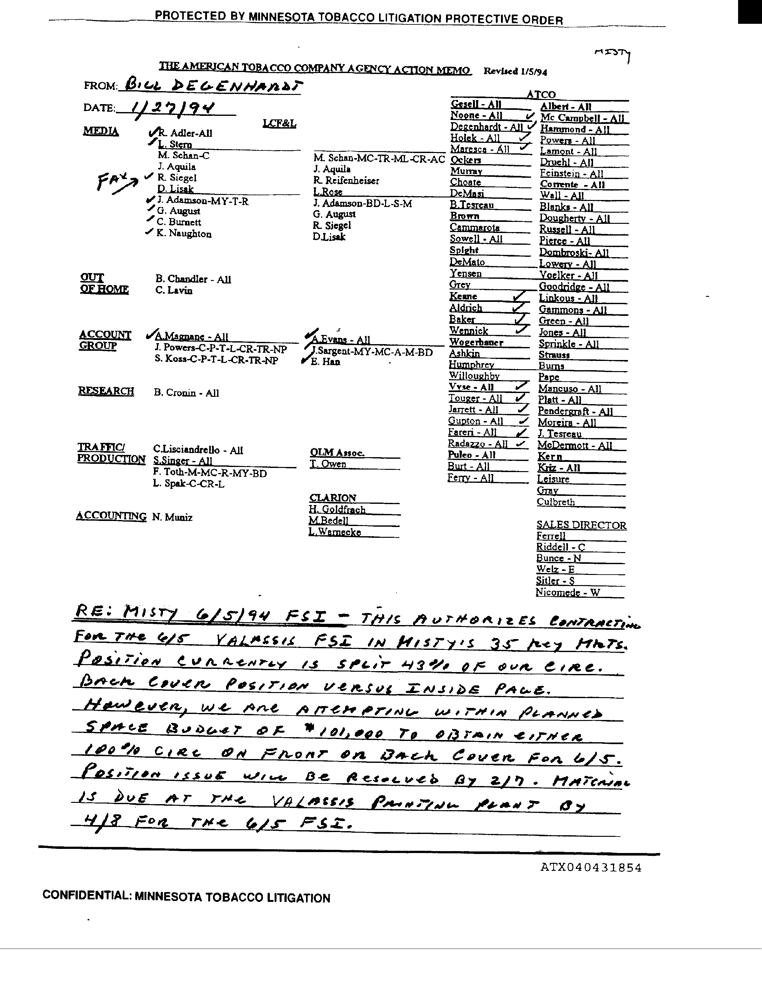 PROTECTED BY MINNESOTA TOBACCO LITIGATION PROTECTIVE ORDER
MISTY
THE AMERICAN TOBACCO COMPANY AGENCY ACTION MEMO Revised 1/5/94
FROM: BILL DEGENHARDT
DATE: 1/27/94
LCF&L
MEDIA
✓R. Adler-All
✓L. Stern
M. Schan-C
J. Aquila
FAX → ✓ R. Siegel
D. Lisak
✓J. Adamson-MY-T-R
✓G. August
✓C. Burnett
✓K. Naughton
M. Schan-MC-TR-ML-CR-AC
J. Aquila
R. Reifenheiser
L.Rose
J. Adamson-BD-L-S-M
G. August
R. Siegel
D.Lisak
OUT
OF HOME
B. Chandler - All
C. Lavin
ACCOUNT
GROUP
✓A.Magnane - All
J. Powers-C-P-T-L-CR-TR-NP
S. Koss-C-P-T-L-CR-TR-NP
✓A.Evans - All
✓J.Sargent-MY-MC-A-M-BD
✓E. Han
RESEARCH B. Cronin - All
TRAFFIC/
PRODUCTION
C.Lisciandrello - All
S.Singer - All
F. Toth-M-MC-R-MY-BD
L. Spak-C-CR-L
OLM Assoc.
T. Owen
CLARION
H. Goldfrach
M.Bedell
L.Warnecke
ACCOUNTING N. Muniz
ATCO
Gesell - All
Noone - All ✓
Degenhardt - All ✓
Holek - All ✓
Maresca - All ✓
Oekers
Murray
Choate
DeMasi
B.Tesreau
Brown
Cammarota
Sowell - All
Spight
DeMato
Yensen
Grey
Keane ✓
Aldrich ✓
Baker ✓
Wennick ✓
Wogerbauer
Ashkin
Humphrey
Willoughby
Vyse - All ✓
Touger - All ✓
Jarrett - All ✓
Gupton - All ✓
Fareri - All ✓
Radazzo - All ✓
Puleo - All
Burt - All
Ferry - All
Albert - All
Mc Campbell - All
Hammond - All
Powers - All
Lamont - All
Druehl - All
Feinstein - All
Corrente - All
Wall - All
Blanks - All
Dougherty - All
Russell - All
Pierce - All
Dombroski- All
Lowery - All
Voelker - All
Goodridge - All
Linkous - All
Gammons - All
Green - All
Jones - All
Sprinkle - All
Strauss
Burns
Pape
Mancuso - All
Platt - All
Pendergraft - All
Moreira - All
J. Tesreau
McDermott - All
Kern
Kriz - All
Leisure
Gray
Culbreth
SALES DIRECTOR
Ferrell
Riddell - C
Bunce - N
Welz - E
Sitler - S
Nicomede - W
RE: MISTY 6/5/94 FSI - THIS AUTHORIZES CONTRACTING
FOR THE 6/5 VALASSIS FSI IN MISTY'S 35 KEY MKTS.
POSITION CURRENTLY IS SPLIT 43% OF OUR CIRC.
BACK COVER POSITION VERSUS INSIDE PAGE.
HOWEVER, WE ARE ATTEMPTING WITHIN PLANNED
SPACE BUDGET OF $101,000 TO OBTAIN EITHER
100% CIRC ON FRONT OR BACK COVER FOR 6/5.
POSITION ISSUE WILL BE RESOLVED BY 2/7. MATERIAL
IS DUE AT THE VALASSIS PRINTING PLANT BY
4/8 FOR THE 6/5 FSI.
ATX040431854
CONFIDENTIAL: MINNESOTA TOBACCO LITIGATION